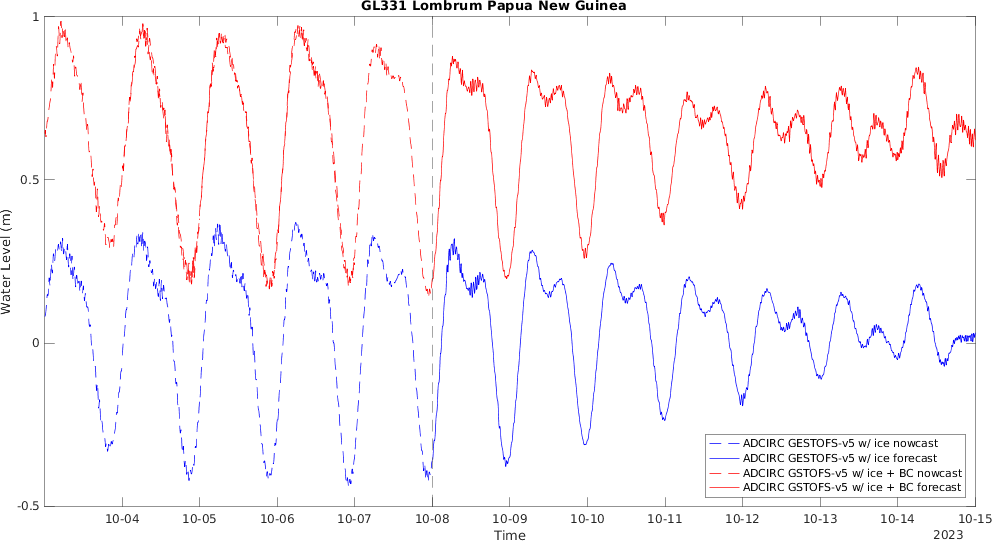 GL331 Lombrum Papua New Guinea
Water Level (m)
1
0.5
0
-0.5
ADCIRC GESTOFS-v5 w/ ice nowcast
ADCIRC GESTOFS-v5 w/ ice forecast
ADCIRC GSTOFS-v5 w/ ice + BC nowcast
ADCIRC GSTOFS-v5 w/ ice + BC forecast
10-04 10-05 10-06 10-07 10-08 10-09 10-10 10-11 10-12 10-13 10-14 10-15
Time
2023